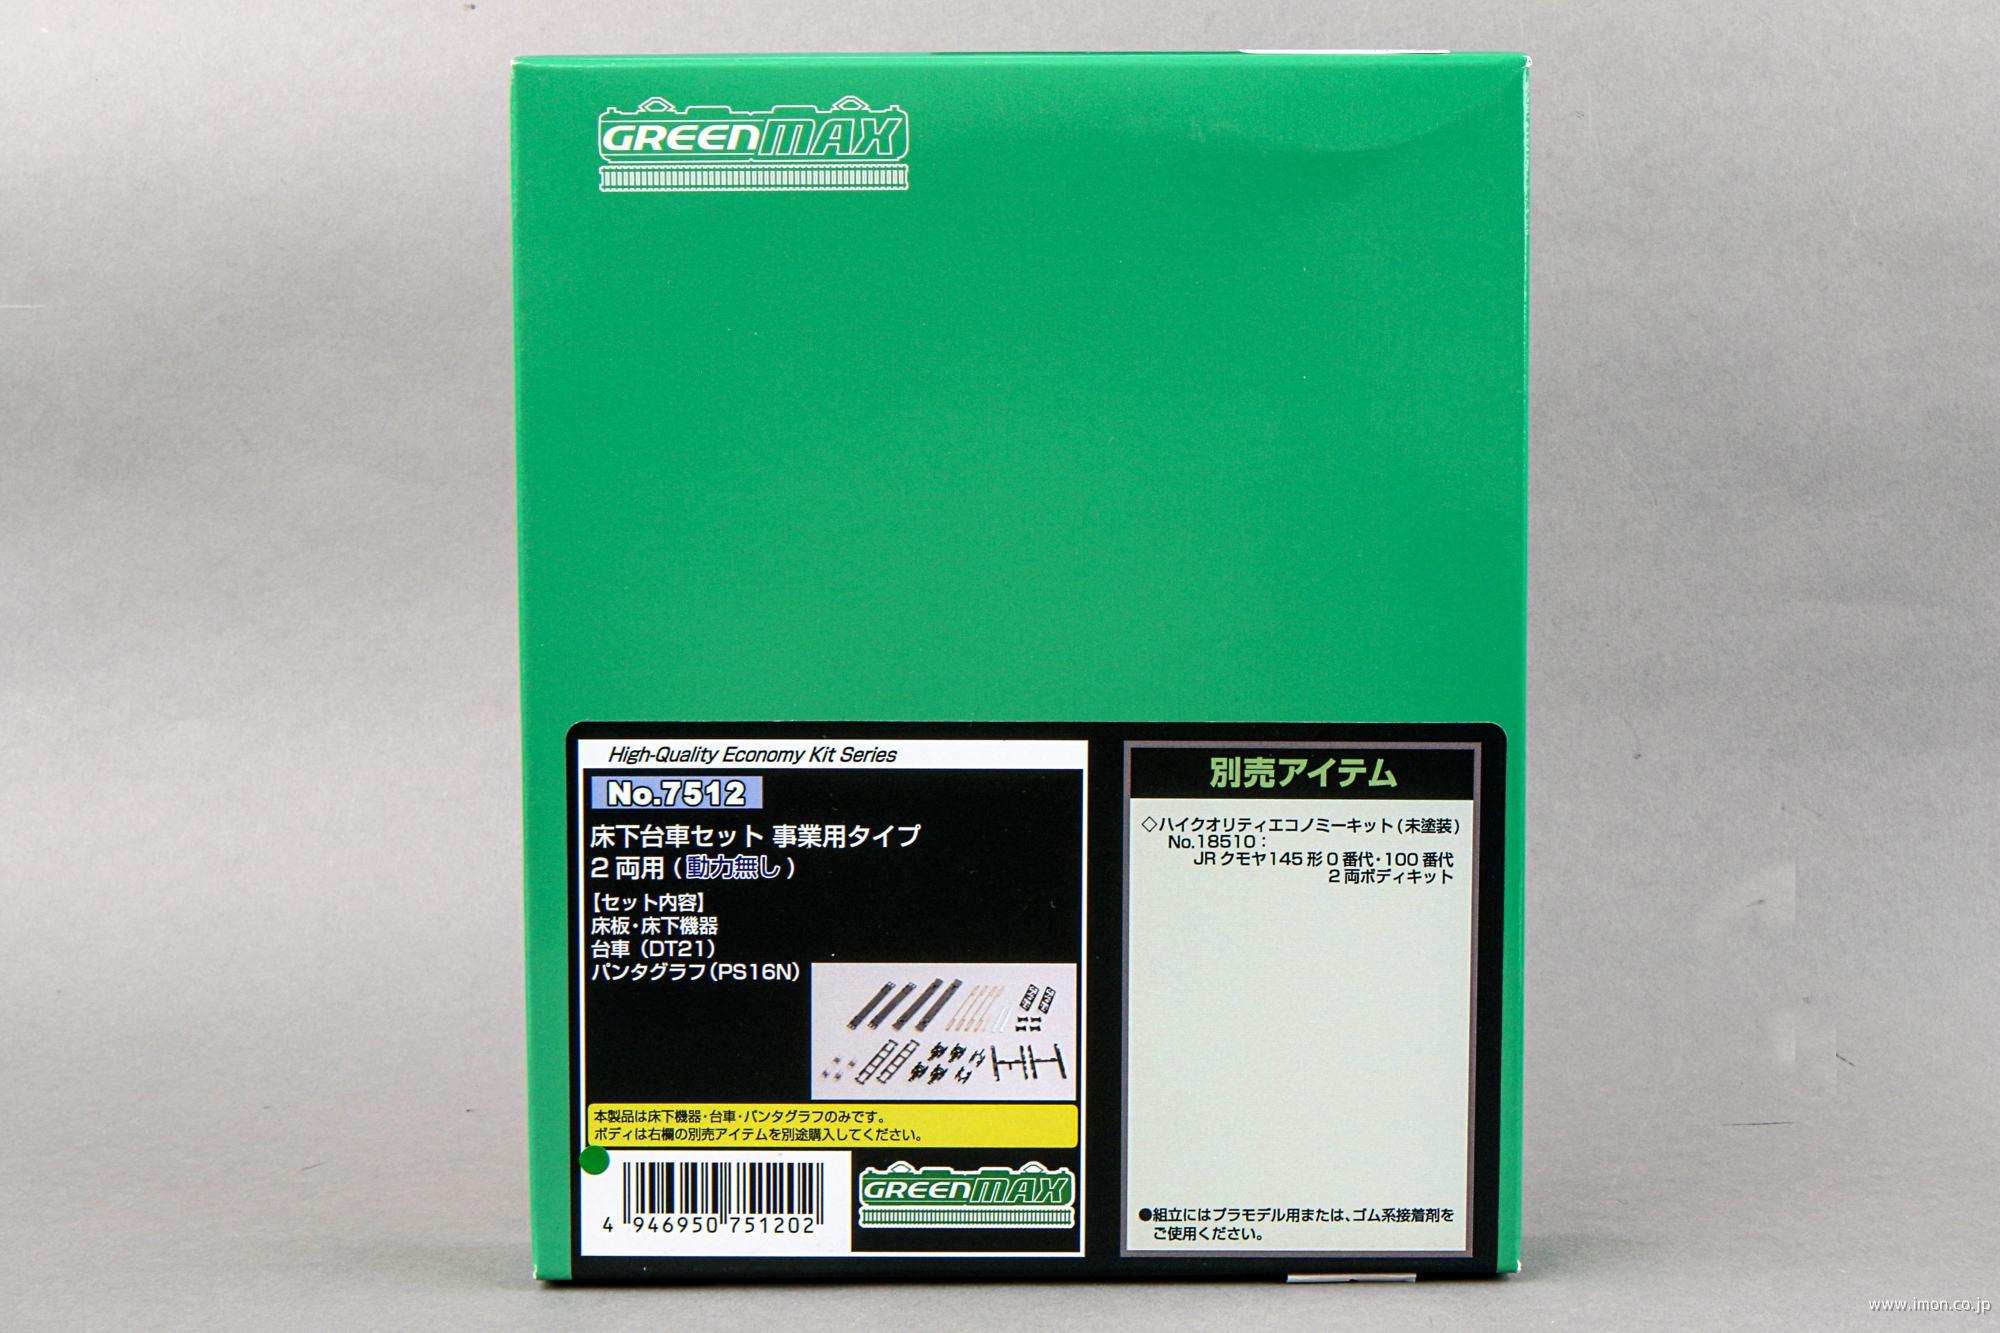 GREENMAX
High-Quality Economy Kit Series
No.7512
床下台車セット 事業用タイプ
2両用(動力無し)
【セット内容】
床板・床下機器
台車（DT21）
パンタグラフ(PS16N)
本製品は床下機器・台車・パンタグラフのみです。
ボディは右欄の別売アイテムを別途購入してください。
4 946950 751202
GREENMAX
別売アイテム
◇ハイクオリティエコノミーキット(未塗装)
No.18510：
JRクモヤ145形0番代・100番代
2両ボディキット
●組立にはプラモデル用または、ゴム系接着剤を
ご使用ください。
www.imon.co.jp